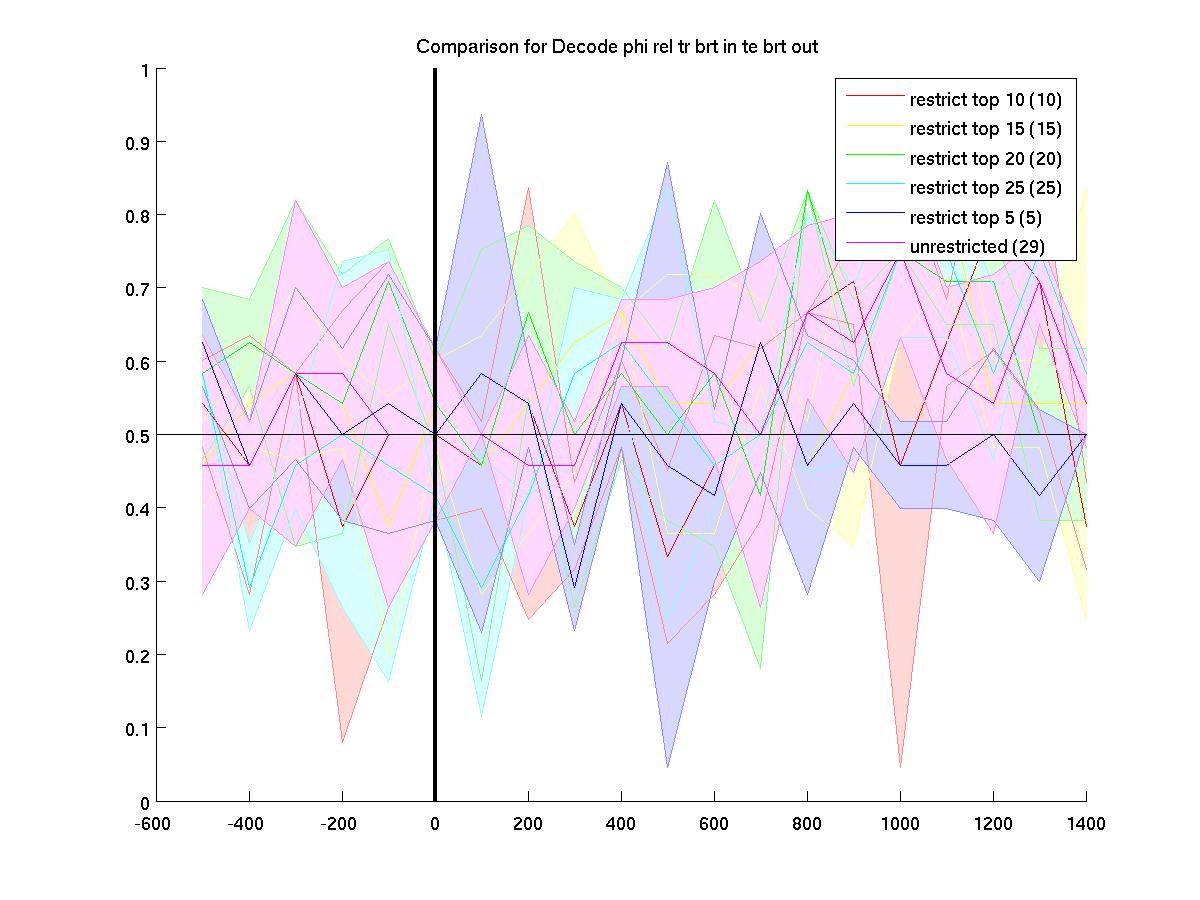 Comparison for Decode phi rel tr brt in te brt out
1
0.9
0.8
0.7
0.6
0.5
0.4
0.3
0.2
0.1
0
-600 -400 -200 0 200 400 600 800 1000 1200 1400
restrict top 10 (10)
restrict top 15 (15)
restrict top 20 (20)
restrict top 25 (25)
restrict top 5 (5)
unrestricted (29)